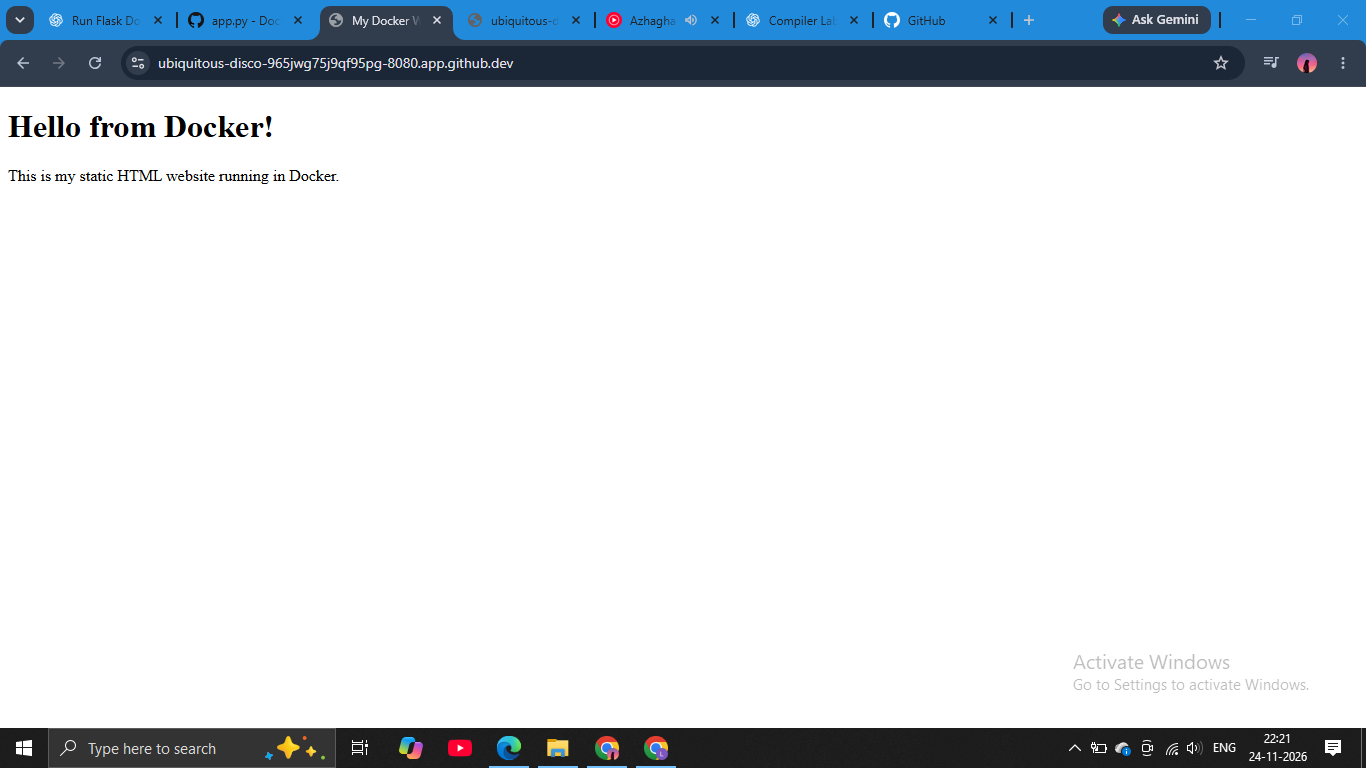 Run Flask Do
app.py - Doc
My Docker W
ubiquitous-d
Azhagha
Compiler Lab
GitHub
Ask Gemini
ubiquitous-disco-965jwg75j9qf95pg-8080.app.github.dev
Hello from Docker!
This is my static HTML website running in Docker.
Activate Windows
Go to Settings to activate Windows.
Type here to search
ENG
22:21
24-11-2026